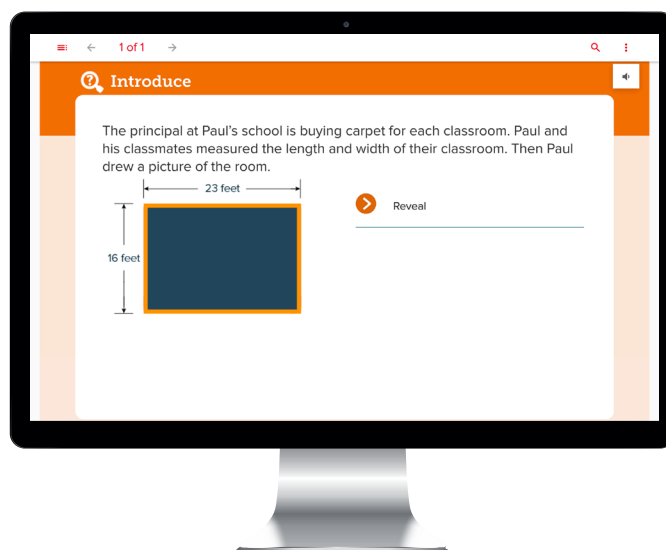 1 of 1
Introduce
The principal at Paul's school is buying carpet for each classroom. Paul and
his classmates measured the length and width of their classroom. Then Paul
drew a picture of the room.
23 feet
Reveal
16 feet